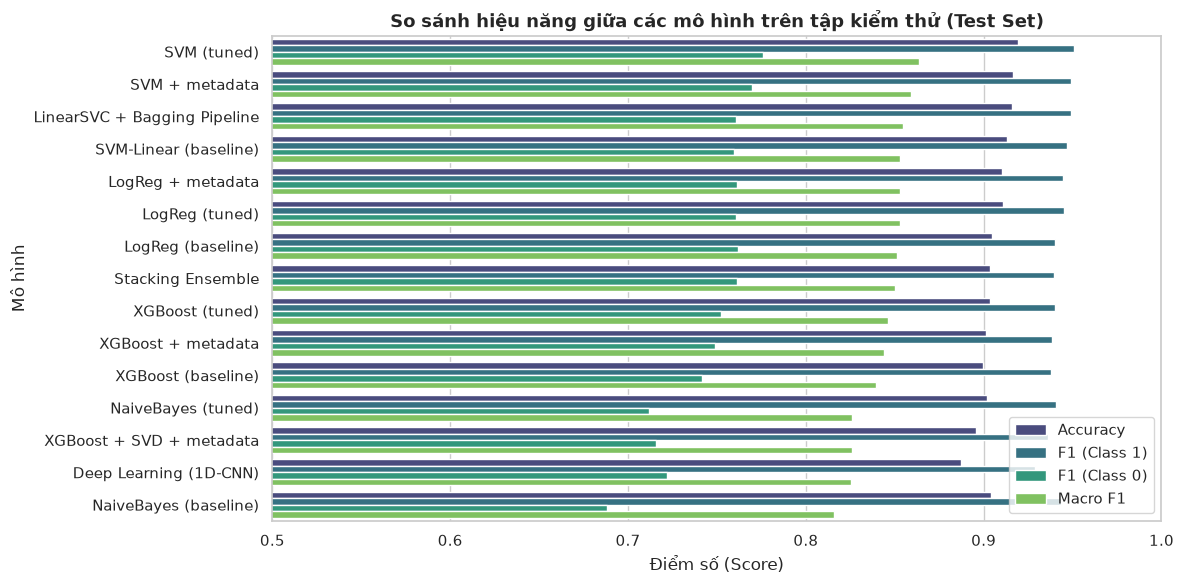 So sánh hiệu năng giữa các mô hình trên tập kiểm thử (Test Set)
Mô hình
SVM (tuned)
SVM + metadata
LinearSVC + Bagging Pipeline
SVM-Linear (baseline)
LogReg + metadata
LogReg (tuned)
LogReg (baseline)
Stacking Ensemble
XGBoost (tuned)
XGBoost + metadata
XGBoost (baseline)
NaiveBayes (tuned)
XGBoost + SVD + metadata
Deep Learning (1D-CNN)
NaiveBayes (baseline)
Accuracy
F1 (Class 1)
F1 (Class 0)
Macro F1
0.5 0.6 0.7 0.8 0.9 1.0
Điểm số (Score)